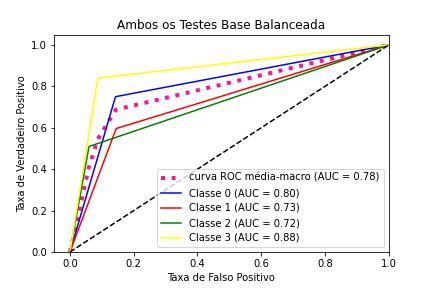 Ambos os Testes Base Balanceada
Taxa de Verdadeiro Positivo
1.0
0.8
0.6
0.4
0.2
0.0
curva ROC média-macro (AUC = 0.78)
Classe 0 (AUC = 0.80)
Classe 1 (AUC = 0.73)
Classe 2 (AUC = 0.72)
Classe 3 (AUC = 0.88)
0.0 0.2 0.4 0.6 0.8 1.0
Taxa de Falso Positivo